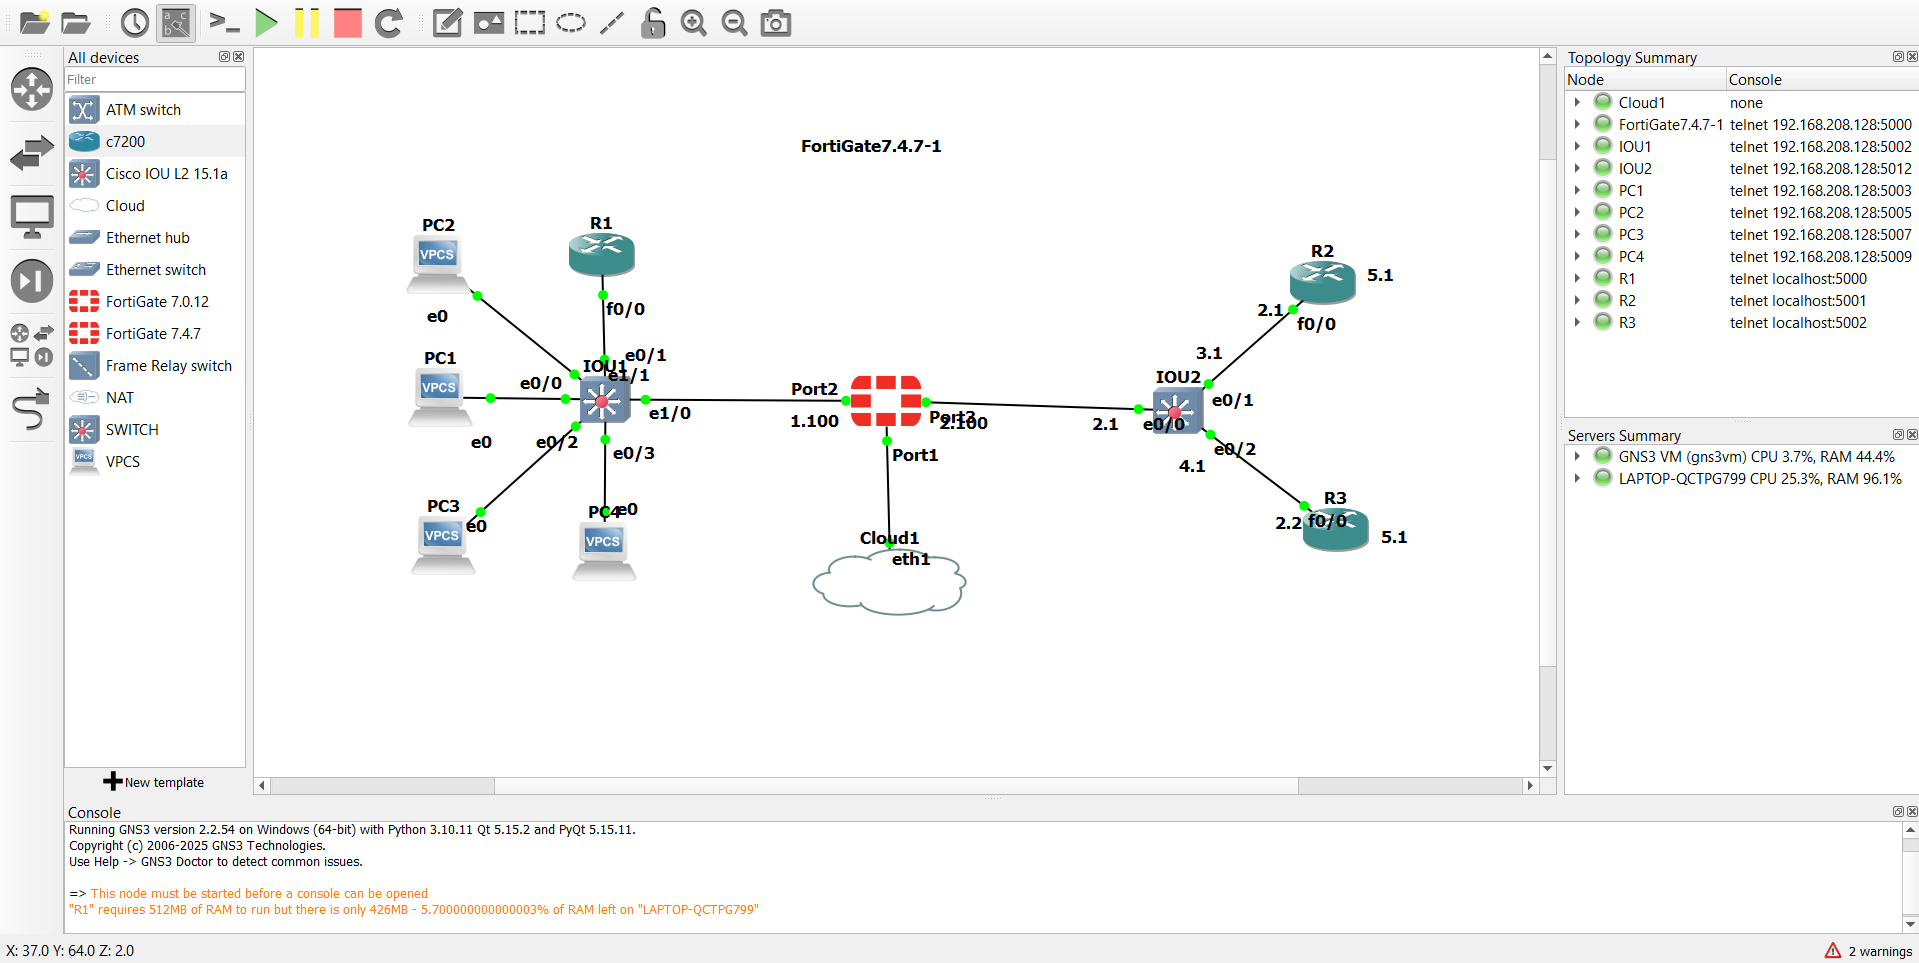 All devices
Filter
ATM switch
c7200
Cisco IOU L2 15.1a
Cloud
Ethernet hub
Ethernet switch
FortiGate 7.0.12
FortiGate 7.4.7
Frame Relay switch
NAT
SWITCH
VPCS
New template
FortiGate7.4.7-1
PC2
VPCS
e0
R1
f0/0
PC1
VPCS
e0
e0/0
IOU1
e0/1
e1/1
e1/0
e0/2
e0/3
PC3
VPCS
e0
PC4
e0
VPCS
Port2
1.100
Port3
2.100
Port1
Cloud1
eth1
R2
5.1
2.1
f0/0
3.1
IOU2
e0/1
2.1
e0/0
e0/2
4.1
R3
2.2
f0/0
5.1
Topology Summary
Node Console
Cloud1 none
FortiGate7.4.7-1 telnet 192.168.208.128:5000
IOU1 telnet 192.168.208.128:5002
IOU2 telnet 192.168.208.128:5012
PC1 telnet 192.168.208.128:5003
PC2 telnet 192.168.208.128:5005
PC3 telnet 192.168.208.128:5007
PC4 telnet 192.168.208.128:5009
R1 telnet localhost:5000
R2 telnet localhost:5001
R3 telnet localhost:5002
Servers Summary
GNS3 VM (gns3vm) CPU 3.7%, RAM 44.4%
LAPTOP-QCTPG799 CPU 25.3%, RAM 96.1%
Console
Running GNS3 version 2.2.54 on Windows (64-bit) with Python 3.10.11 Qt 5.15.2 and PyQt 5.15.11.
Copyright (c) 2006-2025 GNS3 Technologies.
Use Help -> GNS3 Doctor to detect common issues.
=> This node must be started before a console can be opened
"R1" requires 512MB of RAM to run but there is only 426MB - 5.700000000000003% of RAM left on "LAPTOP-QCTPG799"
X: 37.0 Y: 64.0 Z: 2.0
2 warnings